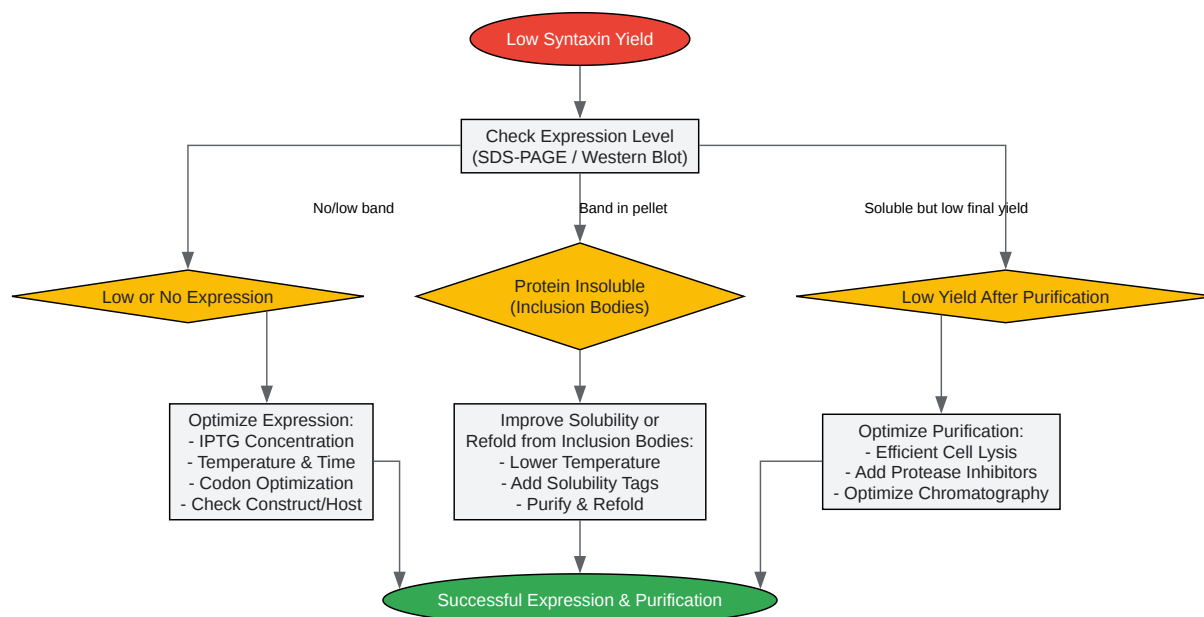 Low Syntaxin Yield
Check Expression Level
(SDS-PAGE / Western Blot)
No/low band
Band in pellet
Soluble but low final yield
Low or No Expression
Protein Insoluble
(Inclusion Bodies)
Low Yield After Purification
Optimize Expression:
- IPTG Concentration
- Temperature & Time
- Codon Optimization
- Check Construct/Host
Improve Solubility or
Refold from Inclusion Bodies:
- Lower Temperature
- Add Solubility Tags
- Purify & Refold
Optimize Purification:
- Efficient Cell Lysis
- Add Protease Inhibitors
- Optimize Chromatography
Successful Expression & Purification